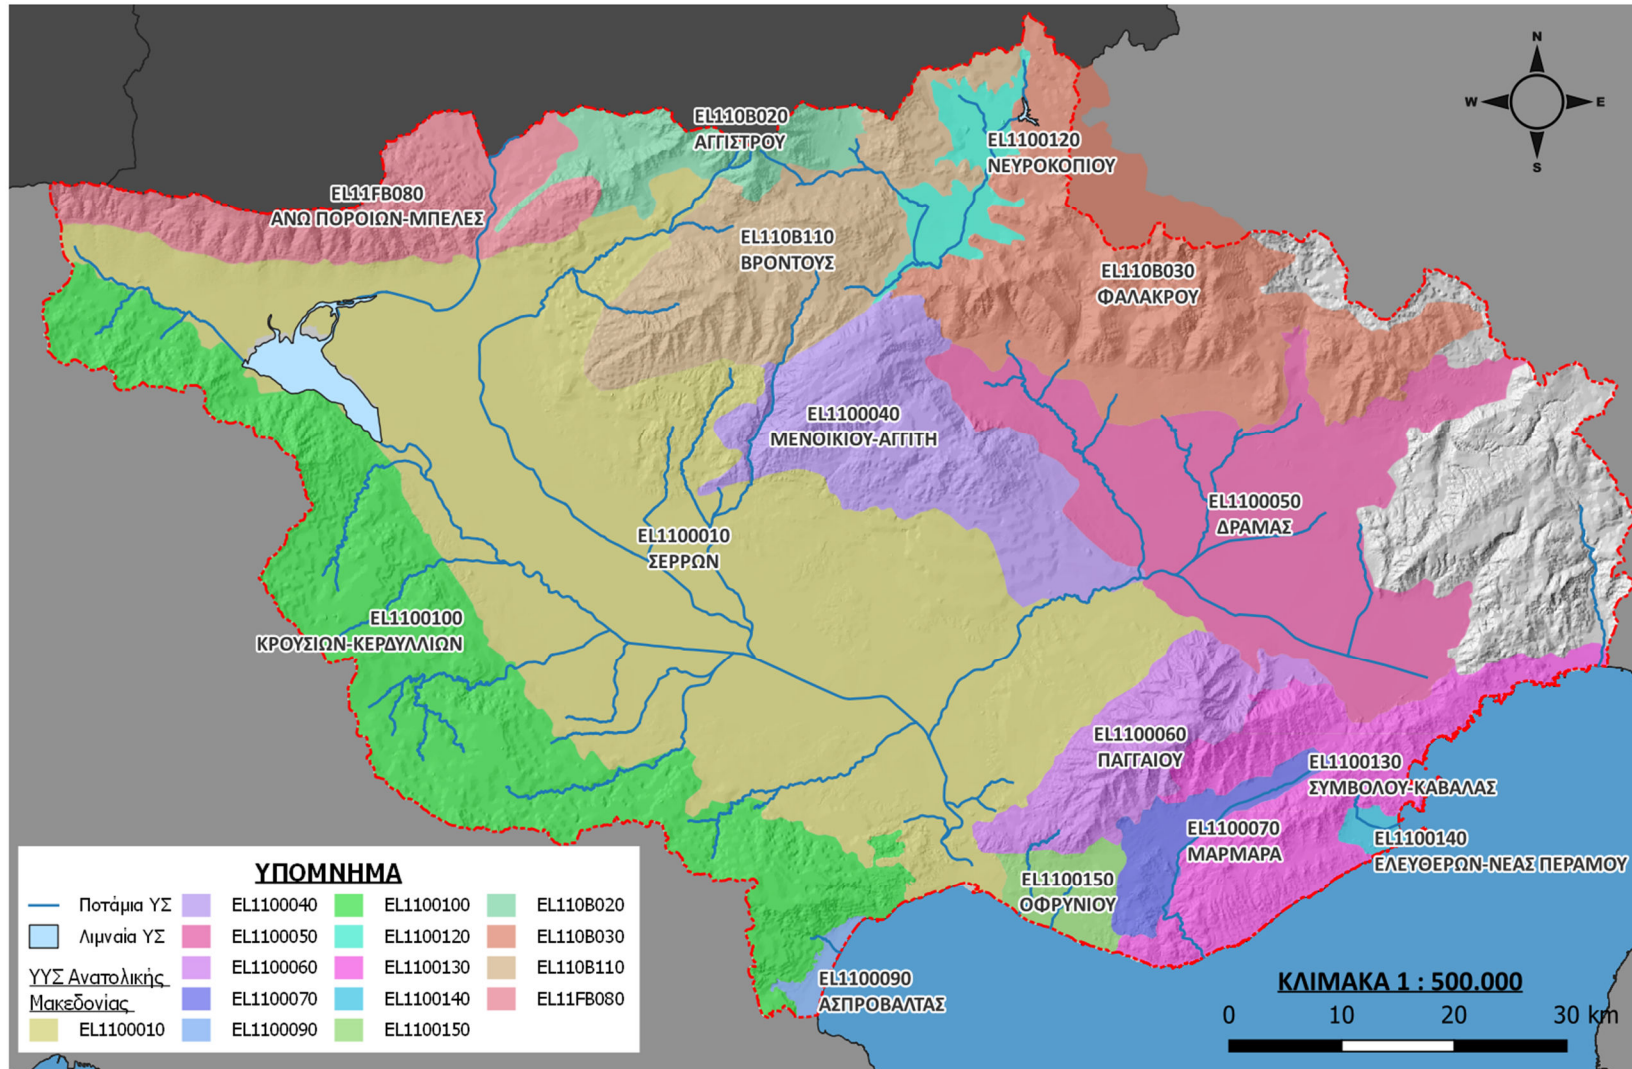 N
W E
S
EL110B020
ΑΓΓΙΣΤΡΟΥ
EL1100120
ΝΕΥΡΟΚΟΠΙΟΥ
EL11FB080
ΑΝΩ ΠΟΡΟΙΩΝ-ΜΠΕΛΕΣ
EL110B110
ΒΡΟΝΤΟΥΣ
EL110B030
ΦΑΛΑΚΡΟΥ
EL1100040
ΜΕΝΟΙΚΙΟΥ-ΑΓΓΙΤΗ
EL1100050
ΔΡΑΜΑΣ
EL1100010
ΣΕΡΡΩΝ
EL1100100
ΚΡΟΥΣΙΩΝ-ΚΕΡΔΥΛΛΙΩΝ
EL1100060
ΠΑΓΓΑΙΟΥ
EL1100130
ΣΥΜΒΟΛΟΥ-ΚΑΒΑΛΑΣ
EL1100070
ΜΑΡΜΑΡΑ
EL1100140
ΕΛΕΥΘΕΡΩΝ-ΝΕΑΣ ΠΕΡΑΜΟΥ
EL1100150
ΟΦΡΥΝΙΟΥ
EL1100090
ΑΣΠΡΟΒΑΛΤΑΣ
ΥΠΟΜΝΗΜΑ
Ποτάμια ΥΣ
Λιμναία ΥΣ
ΥΥΣ Ανατολικής
Μακεδονίας
EL1100010
EL1100040
EL1100050
EL1100060
EL1100070
EL1100090
EL1100100
EL1100120
EL1100130
EL1100140
EL1100150
EL110B020
EL110B030
EL110B110
EL11FB080
ΚΛΙΜΑΚΑ 1 : 500.000
0 10 20 30 km